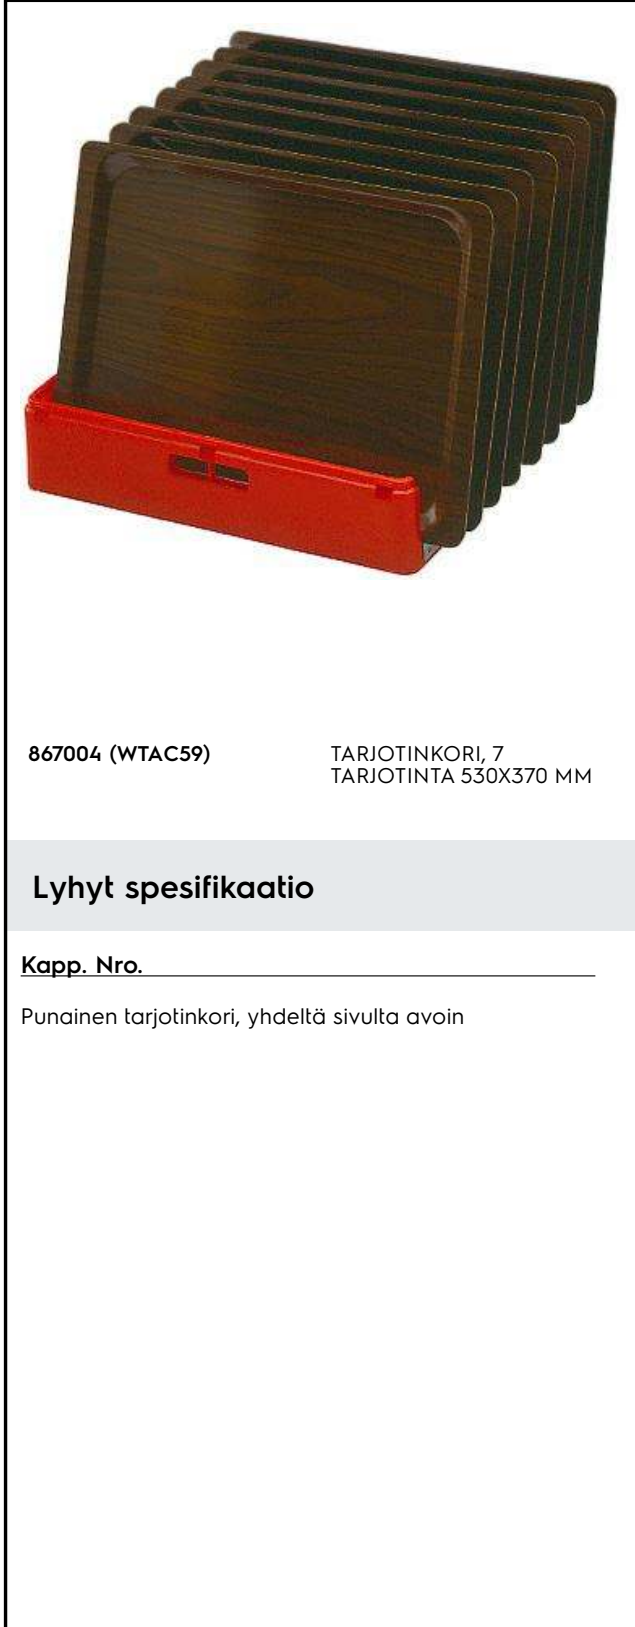 867004 (WTAC59)
TARJOTINKORI, 7
TARJOTINTA 530X370 MM
Lyhyt spesifikaatio
Kapp. Nro.
Punainen tarjotinkori, yhdeltä sivulta avoin